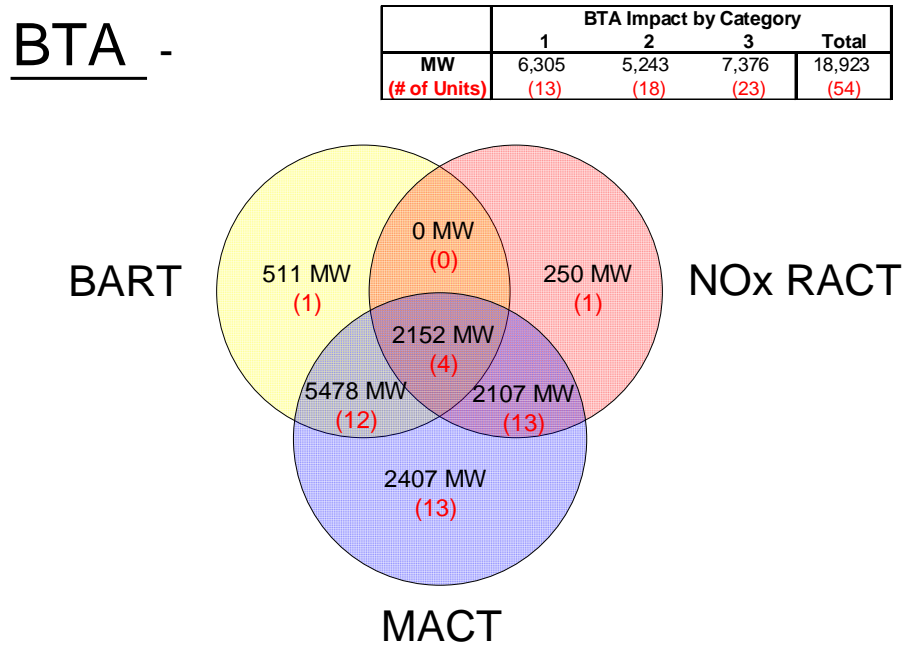 BTA -
BTA Impact by Category
1 2 3 Total
MW 6,305 5,243 7,376 18,923
(# of Units) (13) (18) (23) (54)
BART
NOx RACT
0 MW
(0)
511 MW
(1)
250 MW
(1)
2152 MW
(4)
5478 MW
(12)
2107 MW
(13)
2407 MW
(13)
MACT